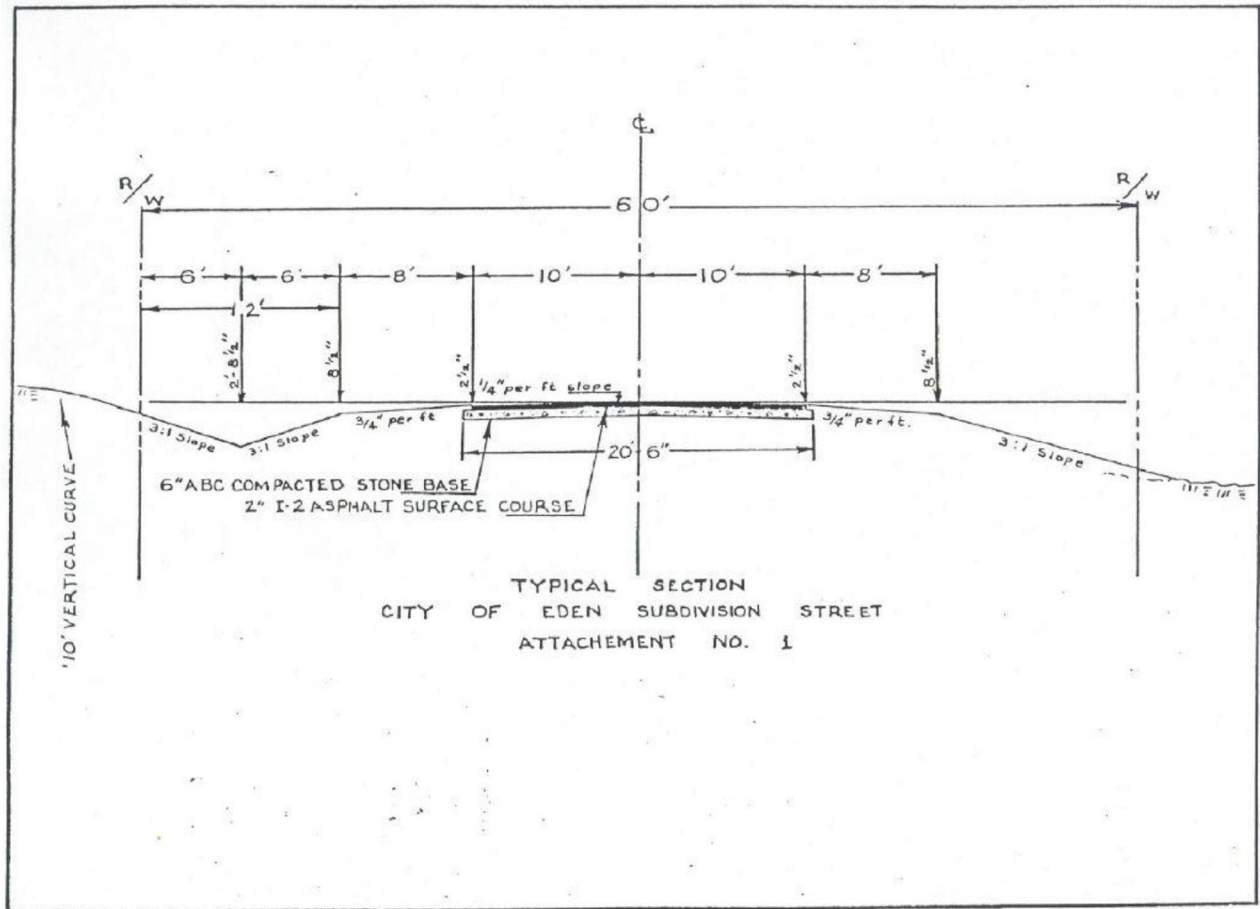 ℄
R/W
R/W
60'
6'
6'
8'
10'
10'
8'
12'
2'-8½"
8½"
2½"
2½"
8½"
¼" per ft slope
3:1 Slope
3:1 Slope
¾" per ft
¾" per ft.
3:1 Slope
20'-6"
6" ABC COMPACTED STONE BASE
2" I-2 ASPHALT SURFACE COURSE
10' VERTICAL CURVE
TYPICAL SECTION
CITY OF EDEN SUBDIVISION STREET
ATTACHEMENT NO. 1